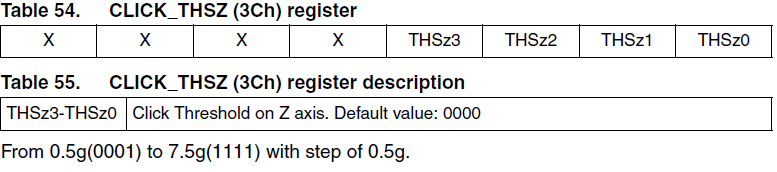 Table 54. CLICK_THSZ (3Ch) register
X X X X THSz3 THSz2 THSz1 THSz0
Table 55. CLICK_THSZ (3Ch) register description
THSz3-THSz0 Click Threshold on Z axis. Default value: 0000
From 0.5g(0001) to 7.5g(1111) with step of 0.5g.